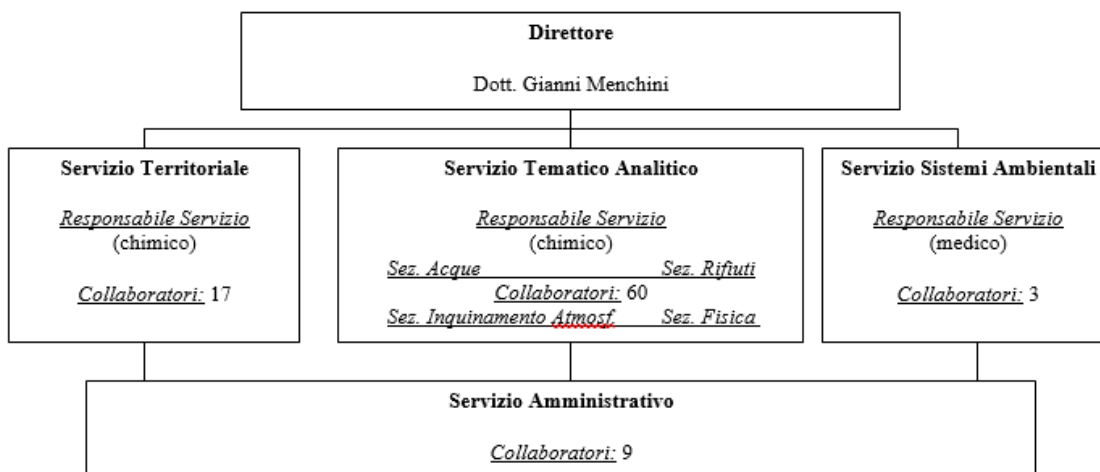 Direttore
Dott. Gianni Menchini
Servizio Territoriale
Responsabile Servizio
(chimico)
Collaboratori: 17
Servizio Tematico Analitico
Responsabile Servizio
(chimico)
Sez. Acque Sez. Rifiuti
Collaboratori: 60
Sez. Inquinamento Atmosf. Sez. Fisica
Servizio Sistemi Ambientali
Responsabile Servizio
(medico)
Collaboratori: 3
Servizio Amministrativo
Collaboratori: 9